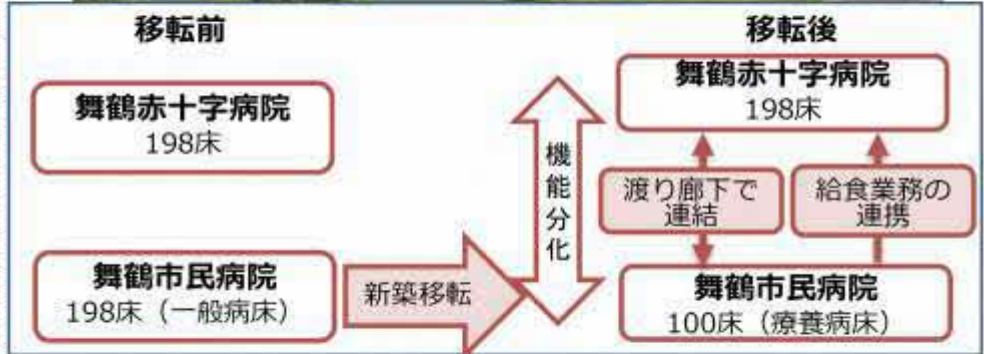 移転前
舞鶴赤十字病院
198床
舞鶴市民病院
198床（一般病床）
新築移転
機
能
分
化
移転後
舞鶴赤十字病院
198床
渡り廊下で
連結
給食業務の
連携
舞鶴市民病院
100床（療養病床）